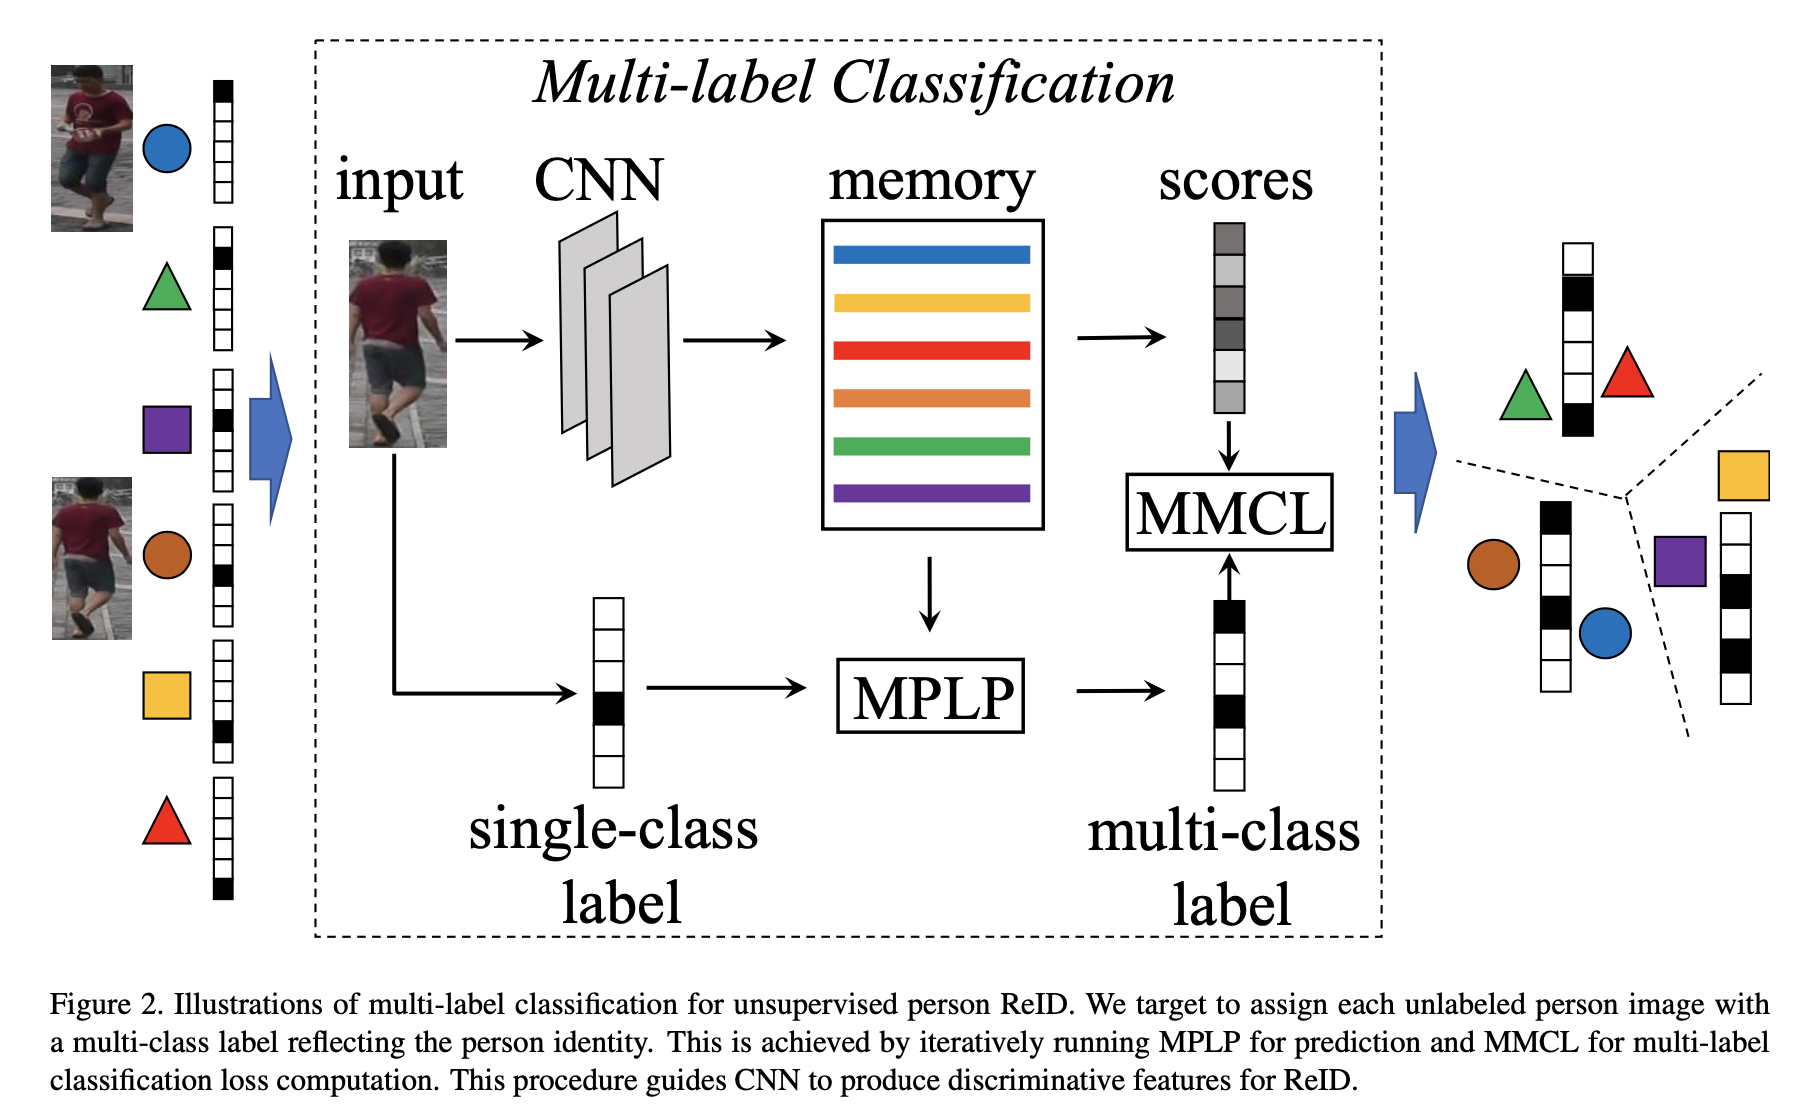 Multi-label Classification
input CNN memory scores
MMCL
MPLP
single-class
label
multi-class
label
Figure 2. Illustrations of multi-label classification for unsupervised person ReID. We target to assign each unlabeled person image with
a multi-class label reflecting the person identity. This is achieved by iteratively running MPLP for prediction and MMCL for multi-label
classification loss computation. This procedure guides CNN to produce discriminative features for ReID.